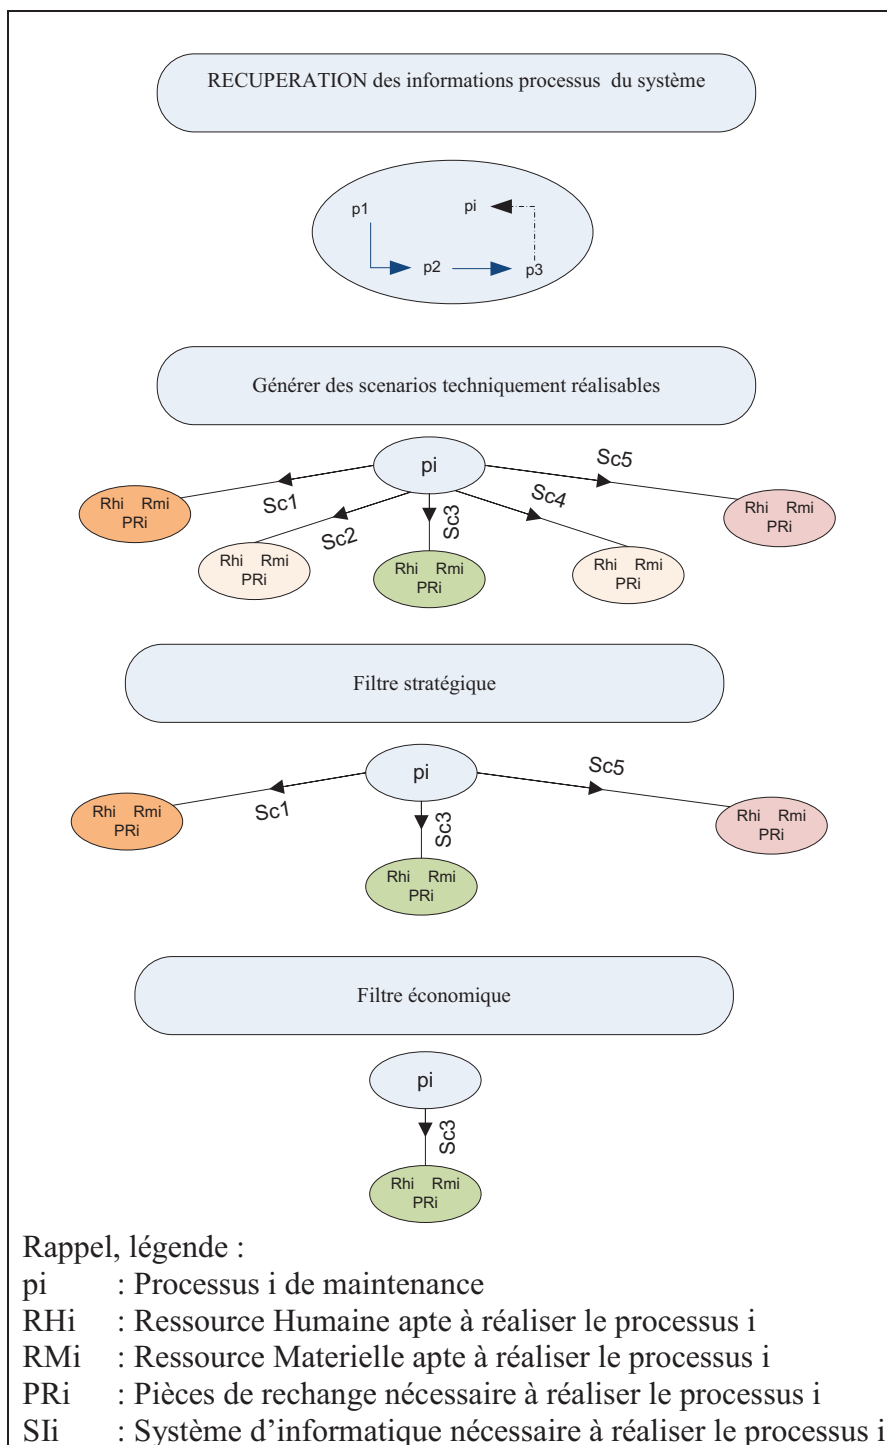 RECUPERATION des informations processus du système
p1
pi
p2
p3
Générer des scenarios techniquement réalisables
pi
Sc1
Sc2
Sc3
Sc4
Sc5
Rhi Rmi
PRi
Rhi Rmi
PRi
Rhi Rmi
PRi
Rhi Rmi
PRi
Rhi Rmi
PRi
Filtre stratégique
pi
Sc1
Sc3
Sc5
Rhi Rmi
PRi
Rhi Rmi
PRi
Rhi Rmi
PRi
Filtre économique
pi
Sc3
Rhi Rmi
PRi
Rappel, légende :
pi : Processus i de maintenance
RHi : Ressource Humaine apte à réaliser le processus i
RMi : Ressource Materielle apte à réaliser le processus i
PRi : Pièces de rechange nécessaire à réaliser le processus i
SIi : Système d’informatique nécessaire à réaliser le processus i